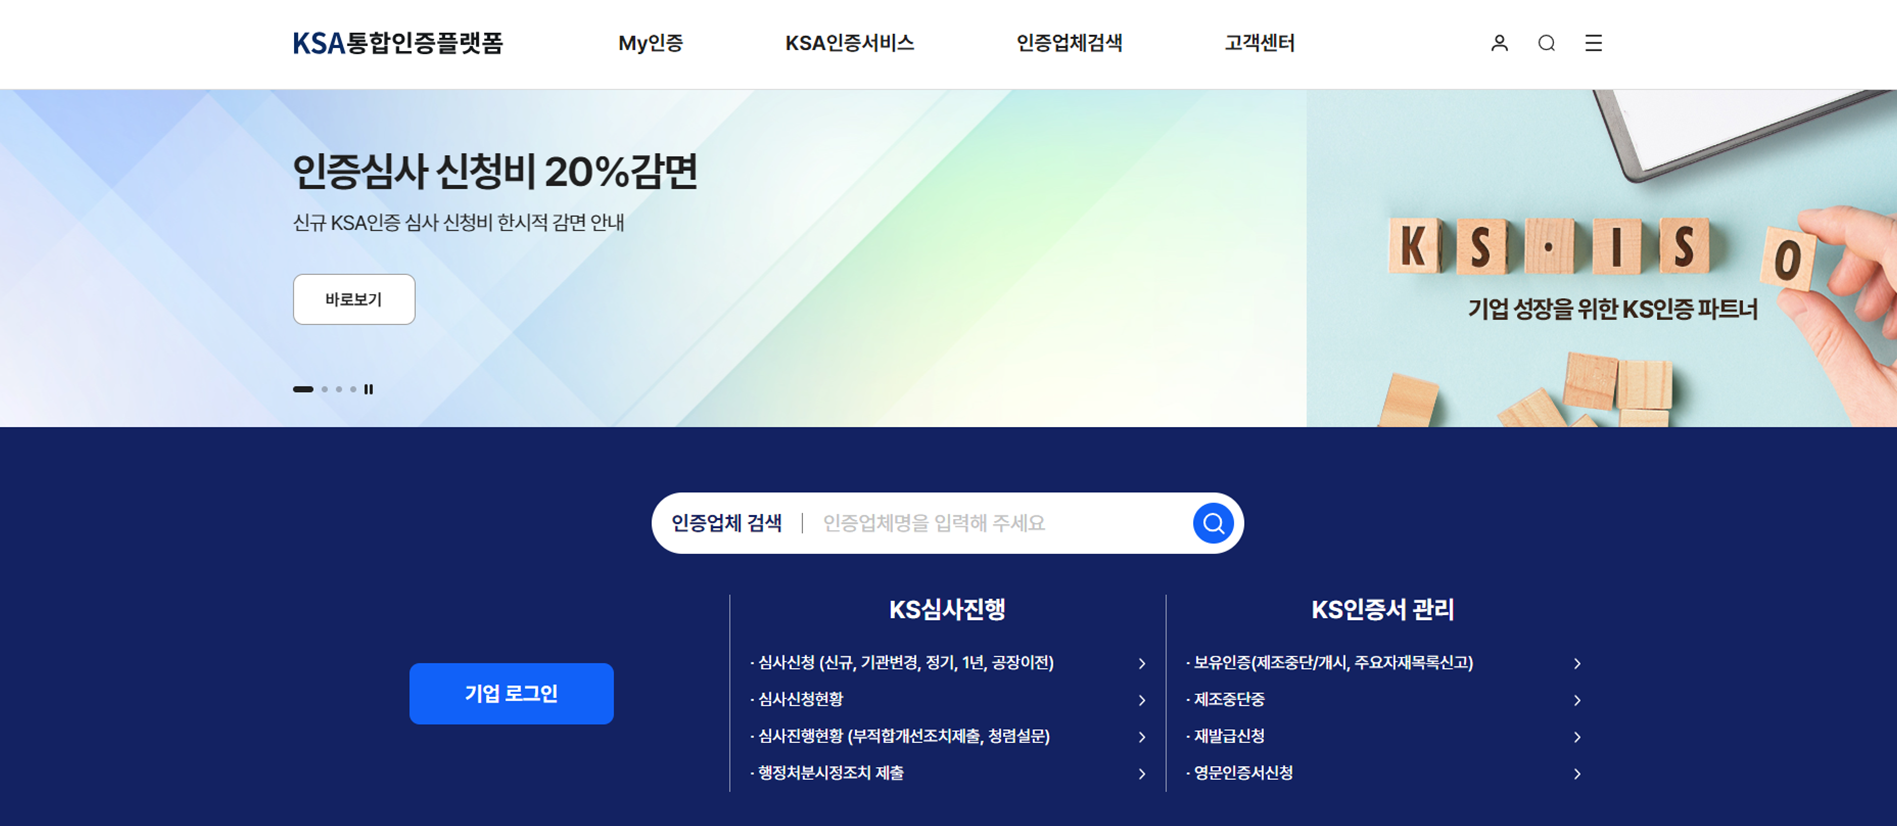 KSA통합인증플랫폼
My인증
KSA인증서비스
인증업체검색
고객센터
인증심사 신청비 20%감면
신규 KSA인증 심사 신청비 한시적 감면 안내
바로보기
KS·ISO
기업 성장을 위한 KS인증 파트너
인증업체 검색
인증업체명을 입력해 주세요
기업 로그인
KS심사진행
· 심사신청 (신규, 기관변경, 정기, 1년, 공장이전)
· 심사신청현황
· 심사진행현황 (부적합개선조치제출, 청렴설문)
· 행정처분시정조치 제출
KS인증서 관리
· 보유인증(제조중단/개시, 주요자재목록신고)
· 제조중단중
· 재발급신청
· 영문인증서신청